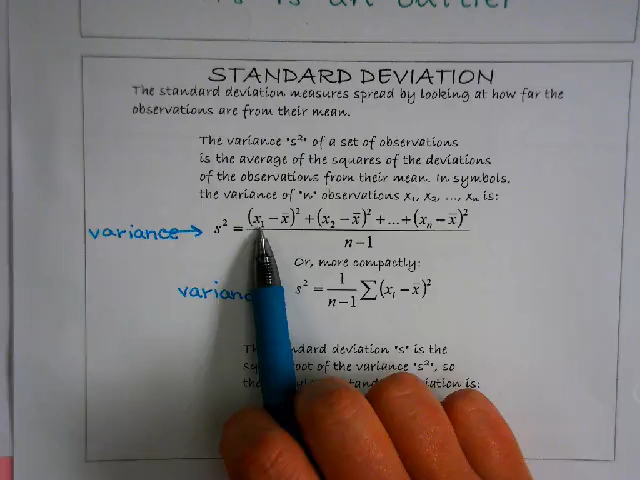 is an outlier
STANDARD DEVIATION
The standard deviation measures spread by looking at how far the
observations are from their mean.
The variance "s²" of a set of observations
is the average of the squares of the deviations
of the observations from their mean. In symbols,
the variance of "n" observations x₁, x₂, ..., xₙ is:
variance → s² = ((x₁ − x̅)² + (x₂ − x̅)² + ... + (xₙ − x̅)²) / (n − 1)
Or, more compactly:
s² = 1/(n − 1) ∑ (xᵢ − x̅)²
standard deviation "s" is the
root of the variance "s²", so
deviation is: